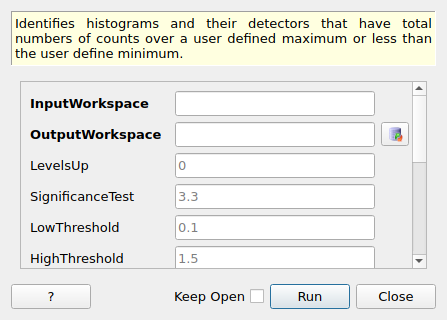 Identifies histograms and their detectors that have total
numbers of counts over a user defined maximum or less than
the user define minimum.
InputWorkspace
OutputWorkspace
LevelsUp 0
SignificanceTest 3.3
LowThreshold 0.1
HighThreshold 1.5
? Keep Open Run Close